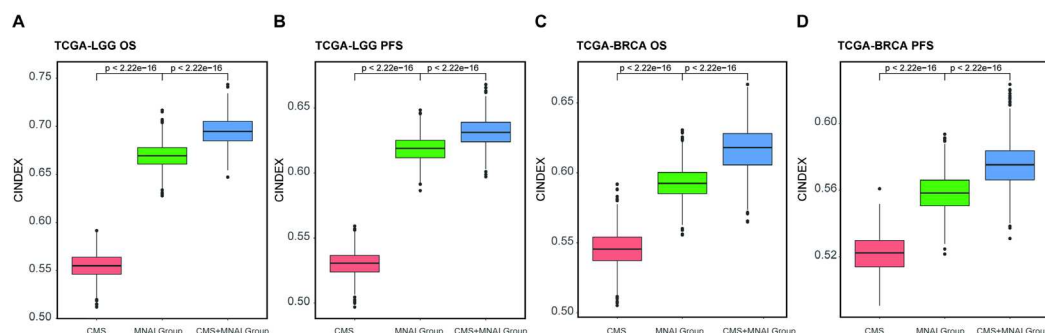 A
TCGA-LGG OS
CINDEX
0.75
0.70
0.65
0.60
0.55
0.50
p < 2.22e−16
p < 2.22e−16
CMS
MNAI Group
CMS+MNAI Group
B
TCGA-LGG PFS
CINDEX
0.65
0.60
0.55
0.50
p < 2.22e−16
p < 2.22e−16
CMS
MNAI Group
CMS+MNAI Group
C
TCGA-BRCA OS
CINDEX
0.65
0.60
0.55
0.50
p < 2.22e−16
p < 2.22e−16
CMS
MNAI Group
CMS+MNAI Group
D
TCGA-BRCA PFS
CINDEX
0.60
0.56
0.52
p < 2.22e−16
p < 2.22e−16
CMS
MNAI Group
CMS+MNAI Group